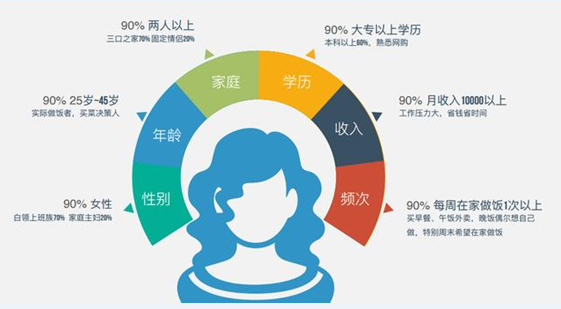 90% 两人以上
三口之家70% 固定情侣20%
90% 大专以上学历
本科以上60%，熟悉网购
家庭
学历
90% 25岁~45岁
实际做饭者，买菜决策人
年龄
收入
90% 月收入10000以上
工作压力大，省钱省时间
90% 女性
白领上班族70% 家庭主妇20%
性别
频次
90% 每周在家做饭1次以上
买早餐、午饭外卖，晚饭偶尔想自己
做，特别周末希望在家做饭